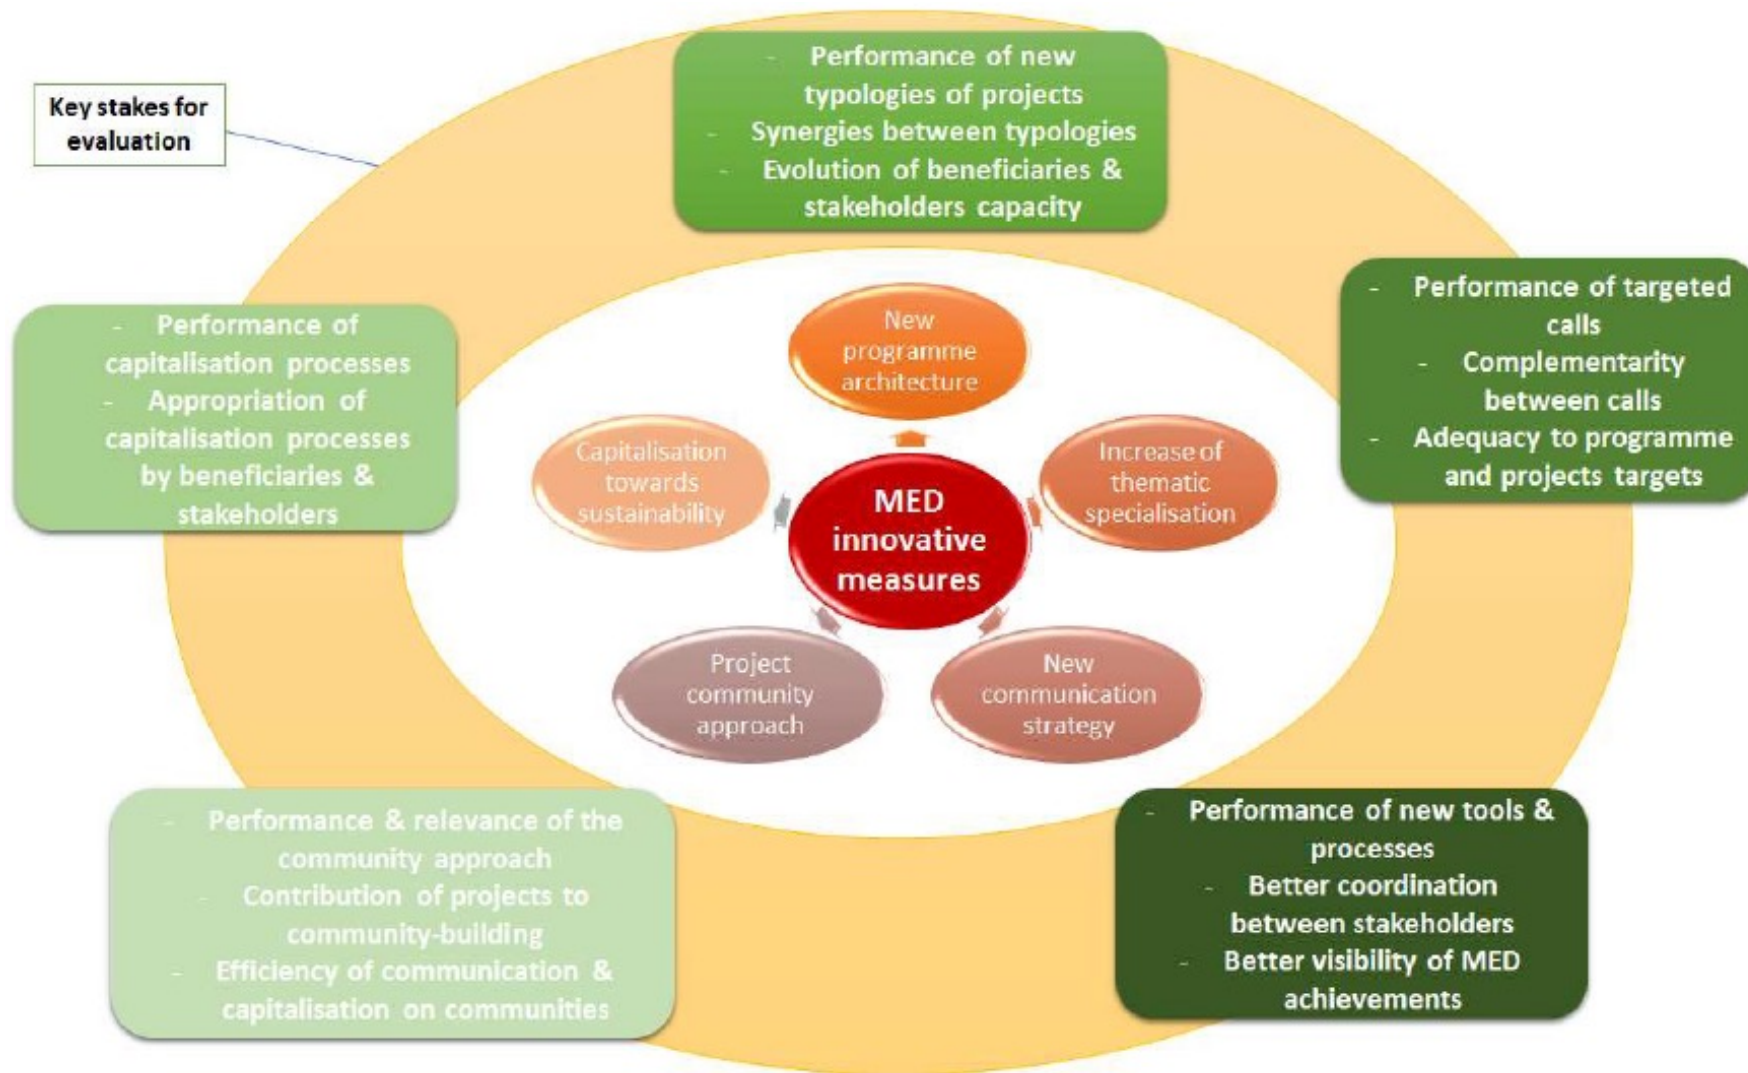 Key stakes for
evaluation
- Performance of new
typologies of projects
- Synergies between typologies
- Evolution of beneficiaries &
stakeholders capacity
- Performance of
capitalisation processes
- Appropriation of
capitalisation processes
by beneficiaries &
stakeholders
- Performance of targeted
calls
- Complementarity
between calls
- Adequacy to programme
and projects targets
New
programme
architecture
Capitalisation
towards
sustainability
Increase of
thematic
specialisation
MED
innovative
measures
Project
community
approach
New
communication
strategy
- Performance & relevance of the
community approach
- Contribution of projects to
community-building
- Efficiency of communication &
capitalisation on communities
- Performance of new tools &
processes
- Better coordination
between stakeholders
- Better visibility of MED
achievements